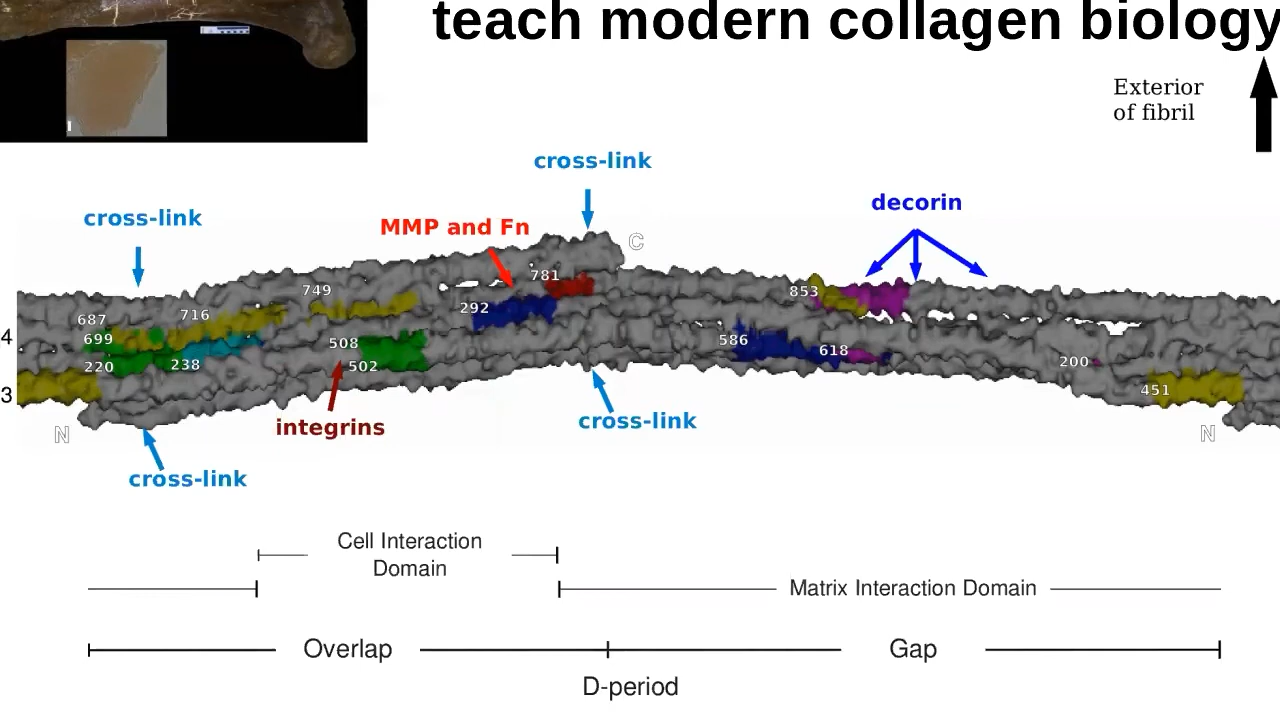 teach modern collagen biology
Exterior
of fibril
cross-link
cross-link
decorin
MMP and Fn
C
781
749
853
292
687
716
4
699
508
586
618
220
238
502
200
3
451
integrins
cross-link
N
N
cross-link
Cell Interaction
Domain
Matrix Interaction Domain
Overlap
Gap
D-period